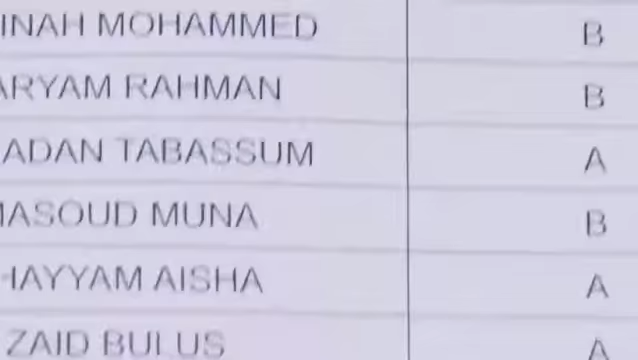 INAH MOHAMMED B
ARYAM RAHMAN B
ADAN TABASSUM A
MASOUD MUNA B
HAYYAM AISHA A
ZAID BULUS A